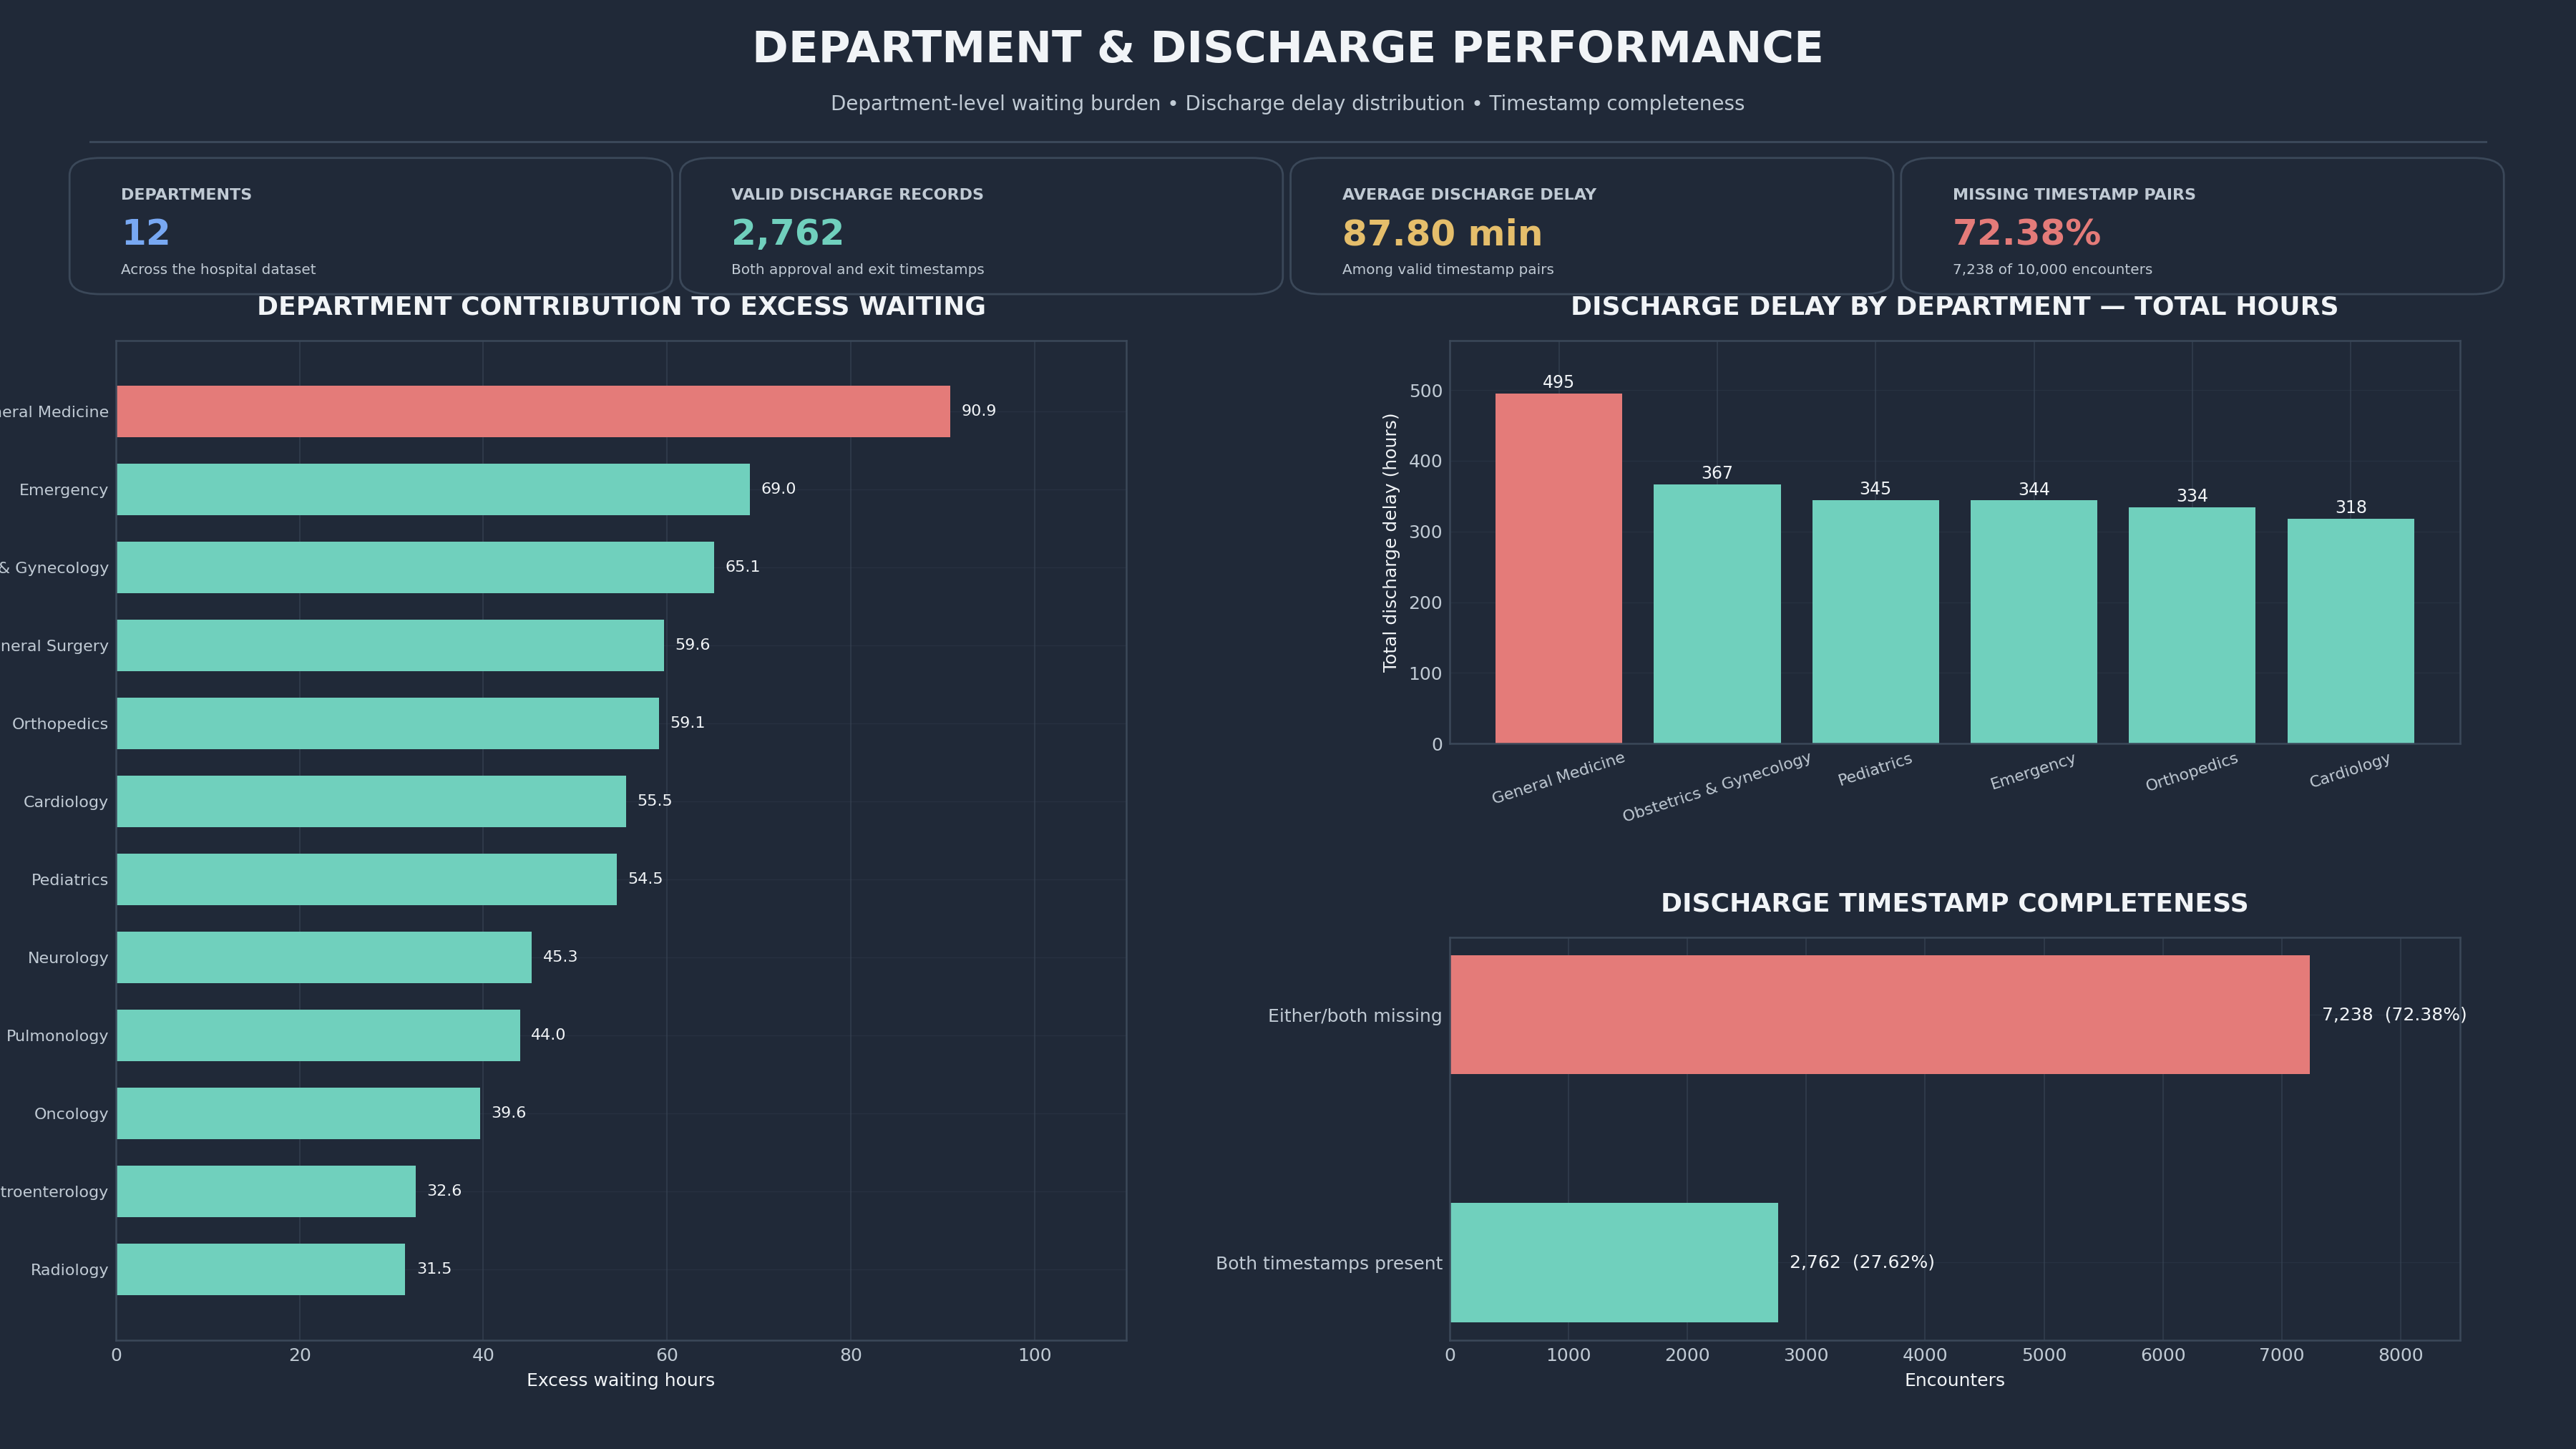 DEPARTMENT & DISCHARGE PERFORMANCE
Department-level waiting burden • Discharge delay distribution • Timestamp completeness
DEPARTMENTS
12
Across the hospital dataset
VALID DISCHARGE RECORDS
2,762
Both approval and exit timestamps
AVERAGE DISCHARGE DELAY
87.80 min
Among valid timestamp pairs
MISSING TIMESTAMP PAIRS
72.38%
7,238 of 10,000 encounters
DEPARTMENT CONTRIBUTION TO EXCESS WAITING
neral Medicine 90.9
Emergency 69.0
& Gynecology 65.1
neral Surgery 59.6
Orthopedics 59.1
Cardiology 55.5
Pediatrics 54.5
Neurology 45.3
Pulmonology 44.0
Oncology 39.6
troenterology 32.6
Radiology 31.5
0 20 40 60 80 100
Excess waiting hours
DISCHARGE DELAY BY DEPARTMENT — TOTAL HOURS
Total discharge delay (hours)
500
400
300
200
100
0
495 367 345 344 334 318
General Medicine Obstetrics & Gynecology Pediatrics Emergency Orthopedics Cardiology
DISCHARGE TIMESTAMP COMPLETENESS
Either/both missing 7,238 (72.38%)
Both timestamps present 2,762 (27.62%)
0 1000 2000 3000 4000 5000 6000 7000 8000
Encounters